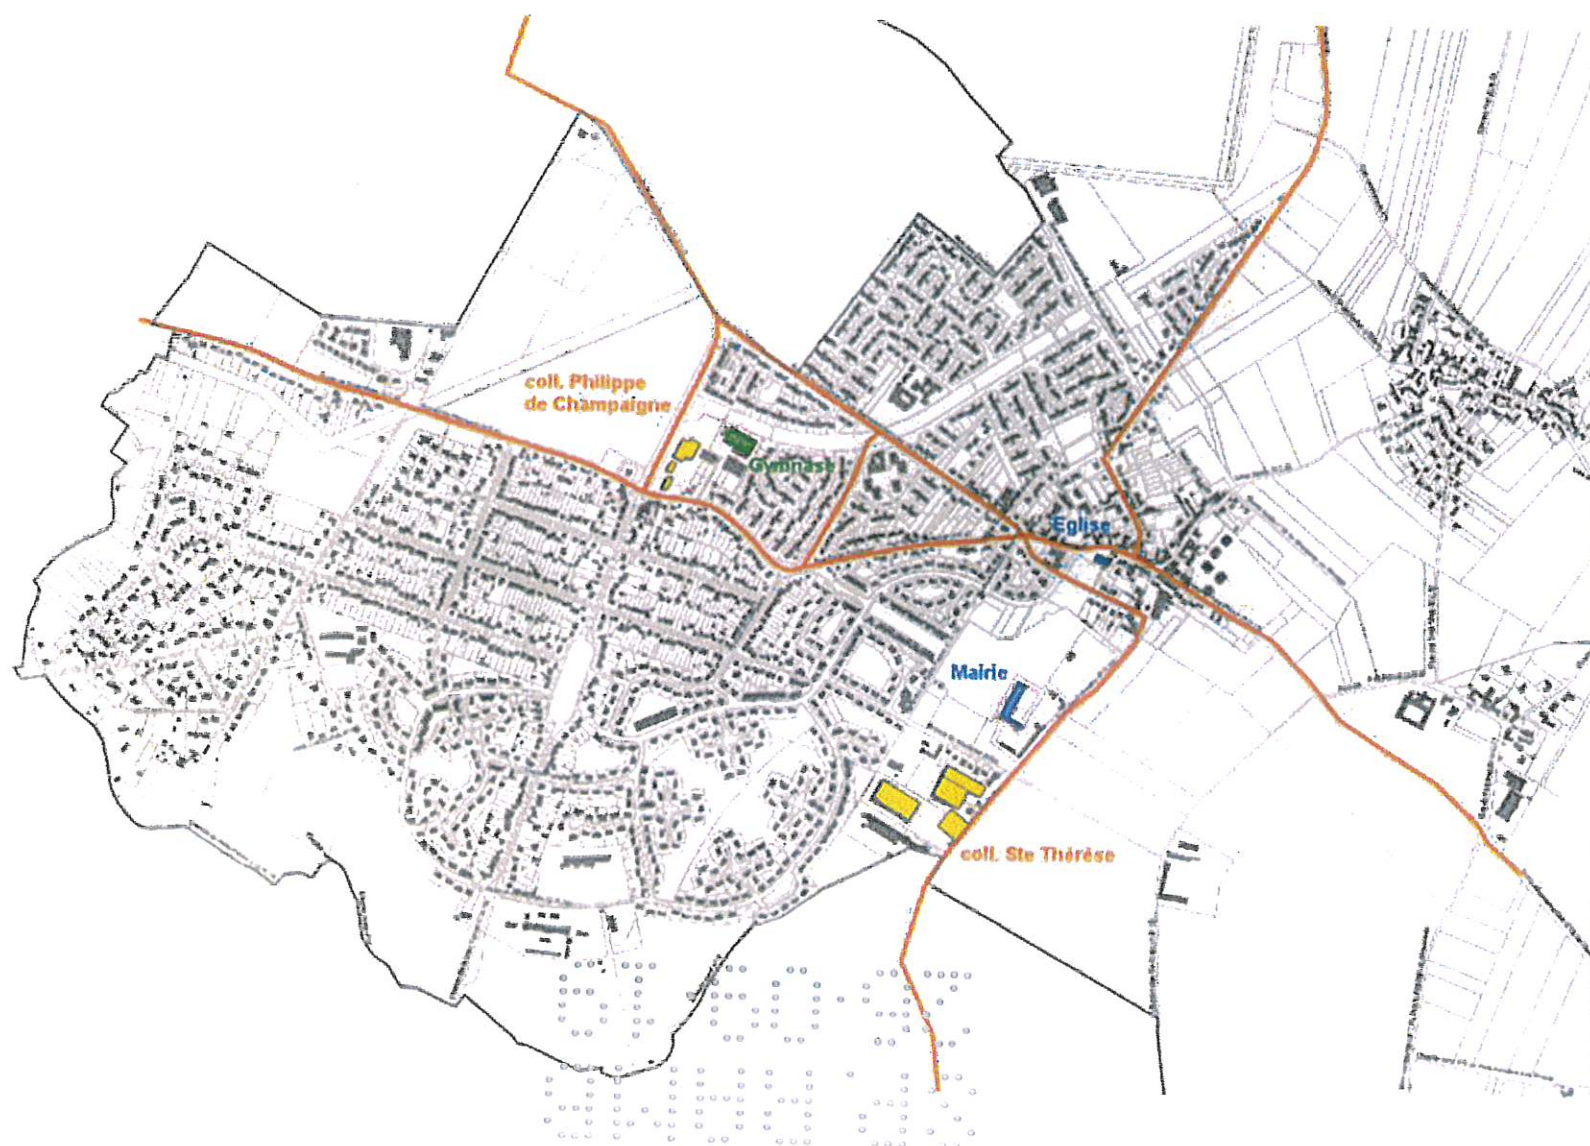 coll. Philippe
de Champaigne
Gymnase
Eglise
Mairie
coll. Ste Thérèse